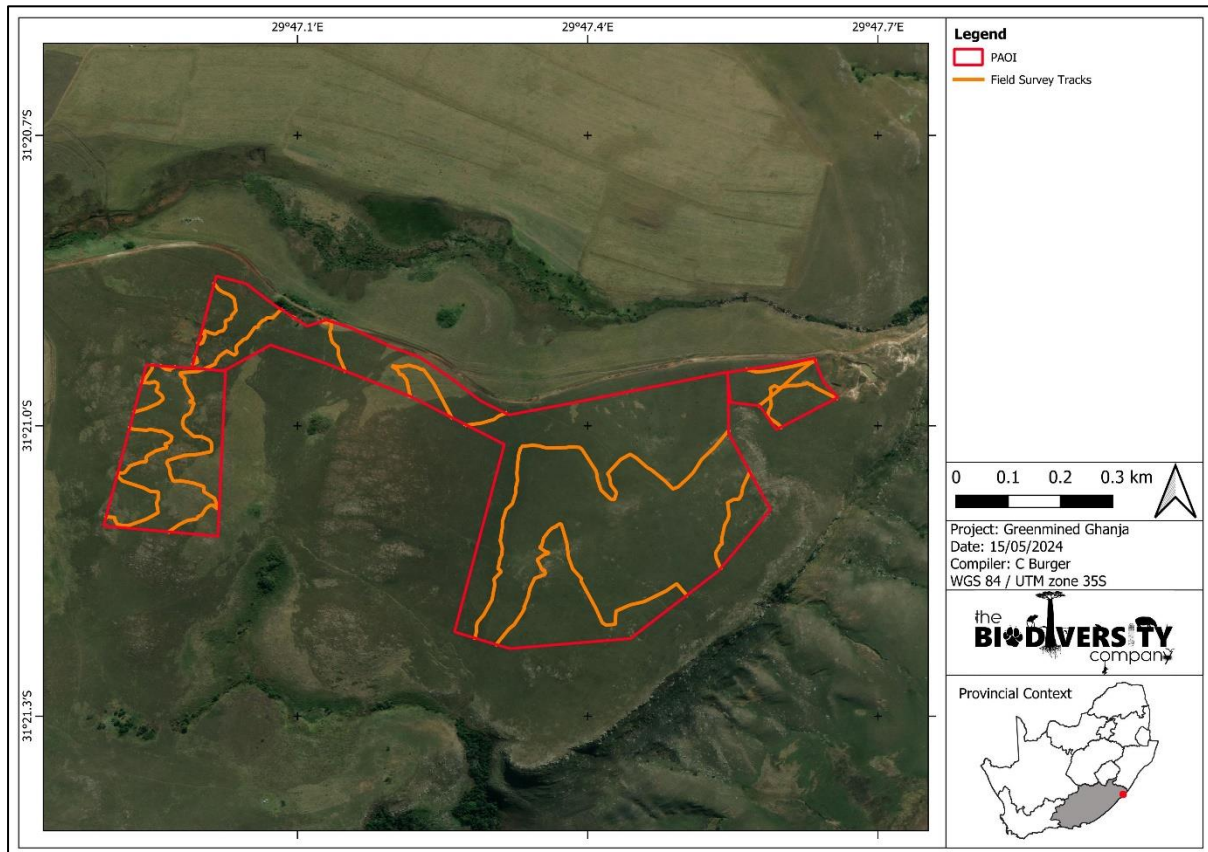 29°47.1′E
29°47.4′E
29°47.7′E
31°20.7′S
31°21.0′S
31°21.3′S
Legend
PAOI
Field Survey Tracks
0 0.1 0.2 0.3 km
Project: Greenmined Ghanja
Date: 15/05/2024
Compiler: C Burger
WGS 84 / UTM zone 35S
the
BIODIVERSITY
company
Provincial Context